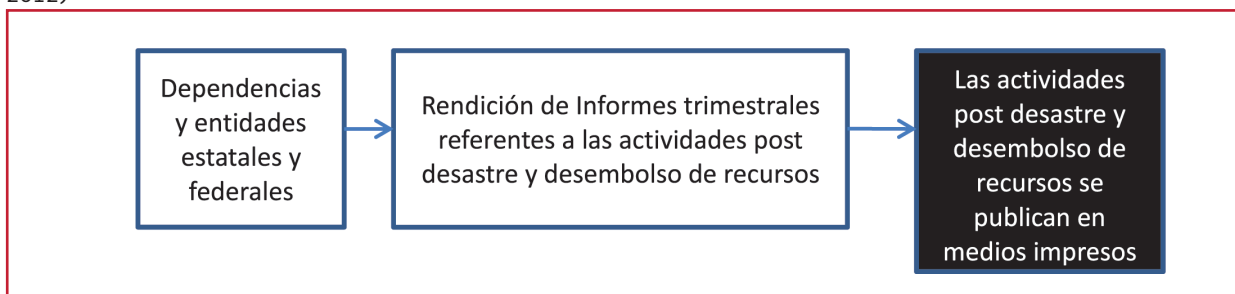 Dependencias
y entidades
estatales y
federales
Rendición de Informes trimestrales
referentes a las actividades post
desastre y desembolso de recursos
Las actividades
post desastre y
desembolso de
recursos se
publican en
medios impresos